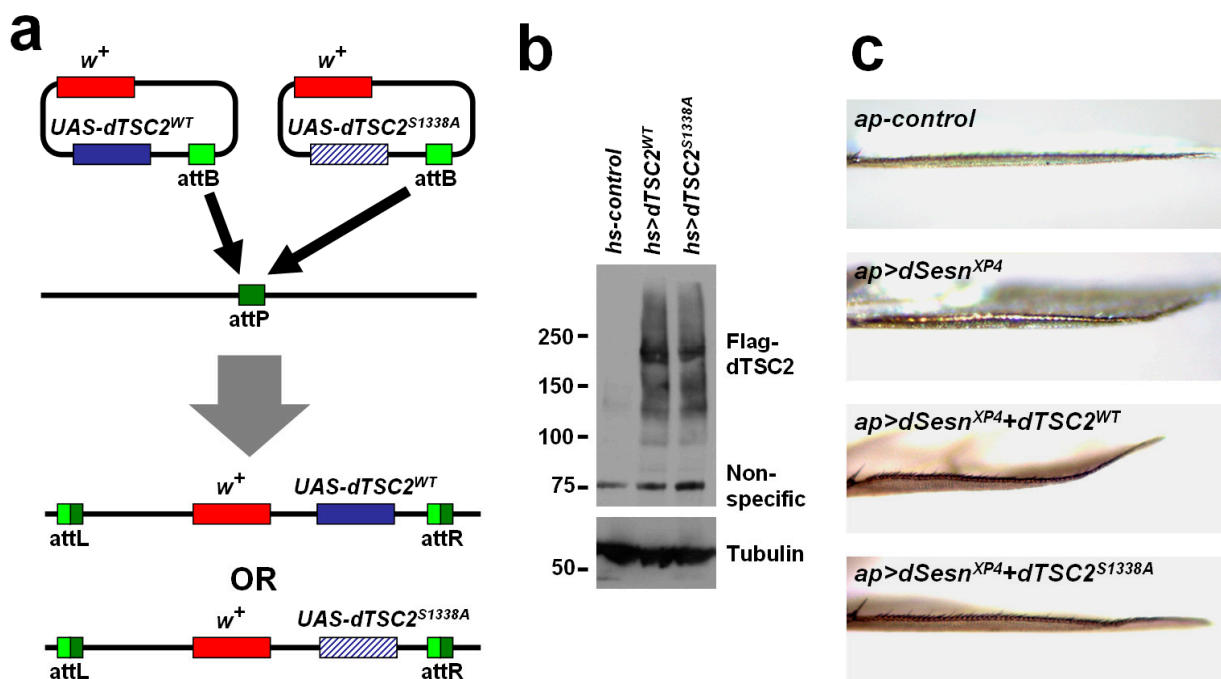 a
w+ w+
UAS-dTSC2WT UAS-dTSC2S1338A
attB attB
attP
w+ UAS-dTSC2WT
attL attR
OR
w+ UAS-dTSC2S1338A
attL attR
b
hs-control
hs>dTSC2WT
hs>dTSC2S1338A
250
150
100
75
50
Flag-
dTSC2
Non-
specific
Tubulin
c
ap-control
ap>dSesnXP4
ap>dSesnXP4+dTSC2WT
ap>dSesnXP4+dTSC2S1338A